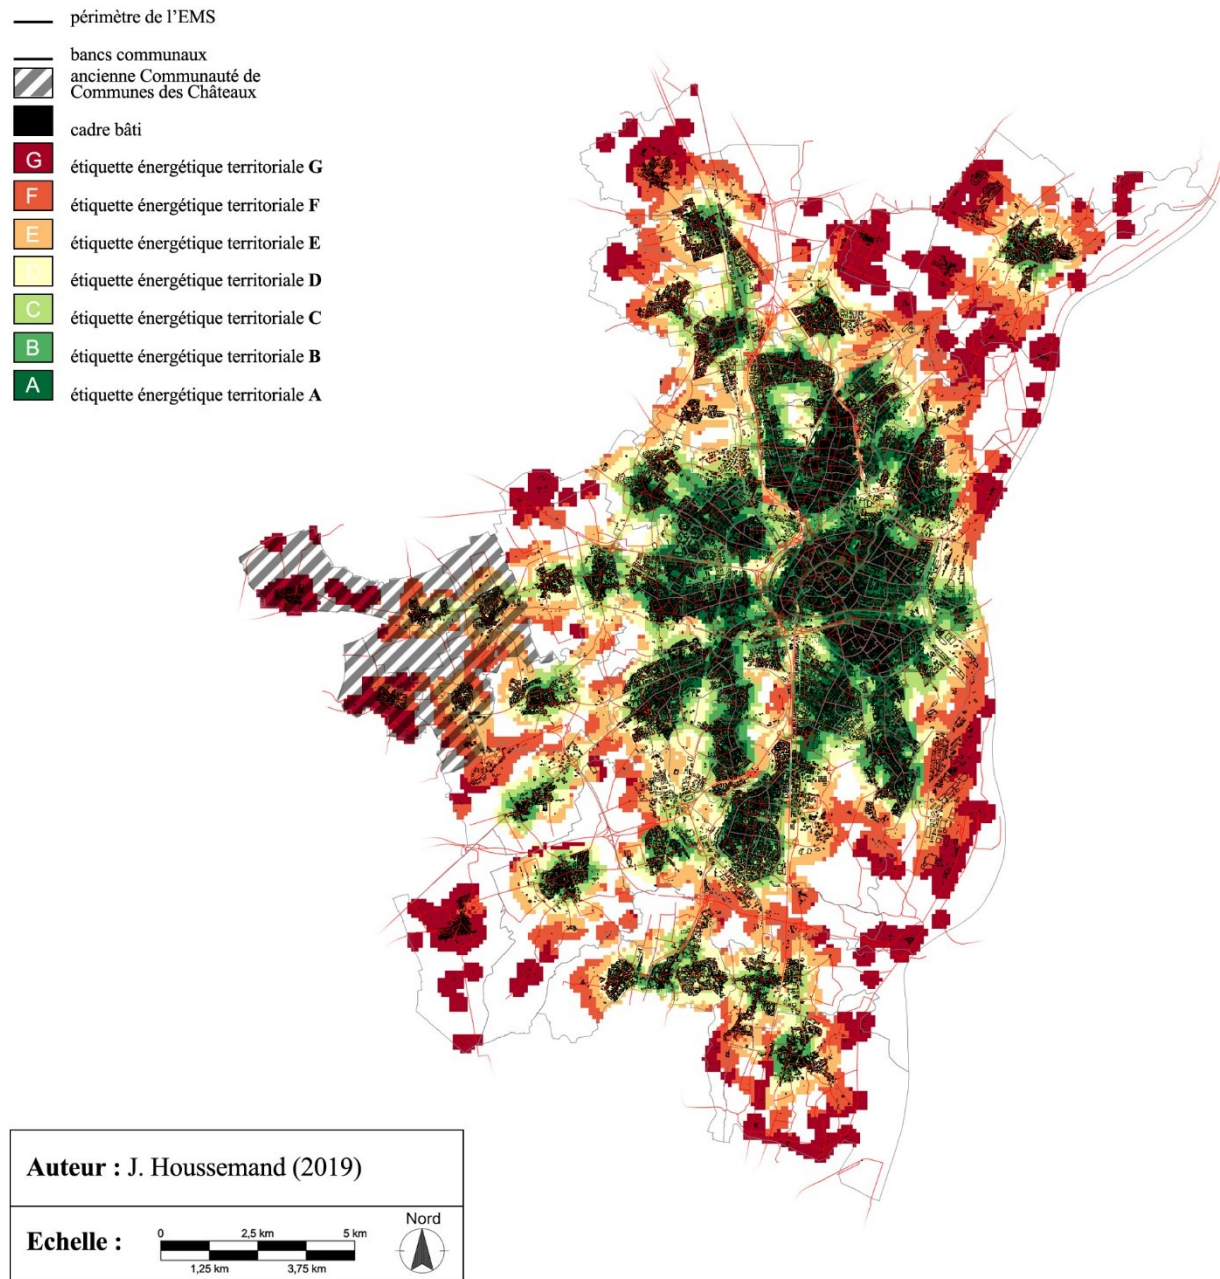 périmètre de l’EMS
bancs communaux
ancienne Communauté de
Communes des Châteaux
cadre bâti
G étiquette énergétique territoriale G
F étiquette énergétique territoriale F
E étiquette énergétique territoriale E
D étiquette énergétique territoriale D
C étiquette énergétique territoriale C
B étiquette énergétique territoriale B
A étiquette énergétique territoriale A
Auteur : J. Houssemand (2019)
Echelle :
0 2,5 km 5 km
1,25 km 3,75 km
Nord